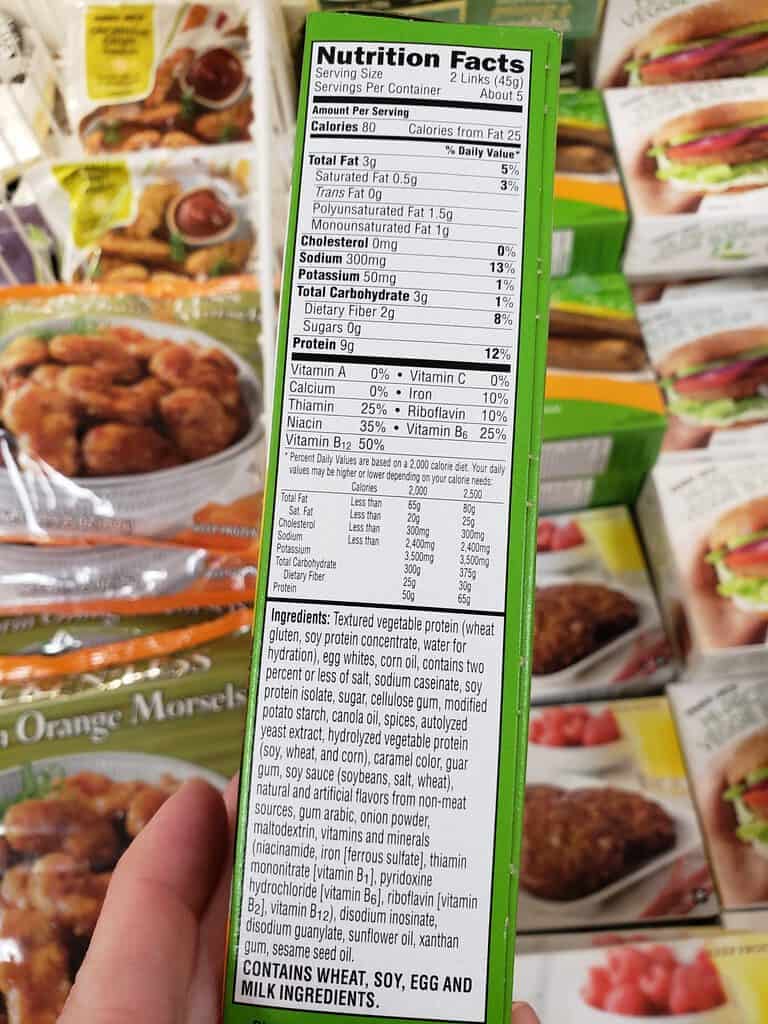 Nutrition Facts
Serving Size 2 Links (45g)
Servings Per Container About 5
Amount Per Serving
Calories 80 Calories from Fat 25
% Daily Value*
Total Fat 3g 5%
Saturated Fat 0.5g 3%
Trans Fat 0g
Polyunsaturated Fat 1.5g
Monounsaturated Fat 1g
Cholesterol 0mg 0%
Sodium 300mg 13%
Potassium 50mg 1%
Total Carbohydrate 3g 1%
Dietary Fiber 2g 8%
Sugars 0g
Protein 9g 12%
Vitamin A 0% • Vitamin C 0%
Calcium 0% • Iron 10%
Thiamin 25% • Riboflavin 10%
Niacin 35% • Vitamin B6 25%
Vitamin B12 50%
* Percent Daily Values are based on a 2,000 calorie diet. Your daily
values may be higher or lower depending on your calorie needs:
Calories 2,000 2,500
Total Fat Less than 65g 80g
Sat. Fat Less than 20g 25g
Cholesterol Less than 300mg 300mg
Sodium Less than 2,400mg 2,400mg
Potassium 3,500mg 3,500mg
Total Carbohydrate 300g 375g
Dietary Fiber 25g 30g
Protein 50g 65g
Ingredients: Textured vegetable protein (wheat
gluten, soy protein concentrate, water for
hydration), egg whites, corn oil, contains two
percent or less of salt, sodium caseinate, soy
protein isolate, sugar, cellulose gum, modified
potato starch, canola oil, spices, autolyzed
yeast extract, hydrolyzed vegetable protein
(soy, wheat, and corn), caramel color, guar
gum, soy sauce (soybeans, salt, wheat),
natural and artificial flavors from non-meat
sources, gum arabic, onion powder,
maltodextrin, vitamins and minerals
(niacinamide, iron [ferrous sulfate], thiamin
mononitrate [vitamin B1], pyridoxine
hydrochloride [vitamin B6], riboflavin [vitamin
B2], vitamin B12), disodium inosinate,
disodium guanylate, sunflower oil, xanthan
gum, sesame seed oil.
CONTAINS WHEAT, SOY, EGG AND
MILK INGREDIENTS.
Orange Morsels